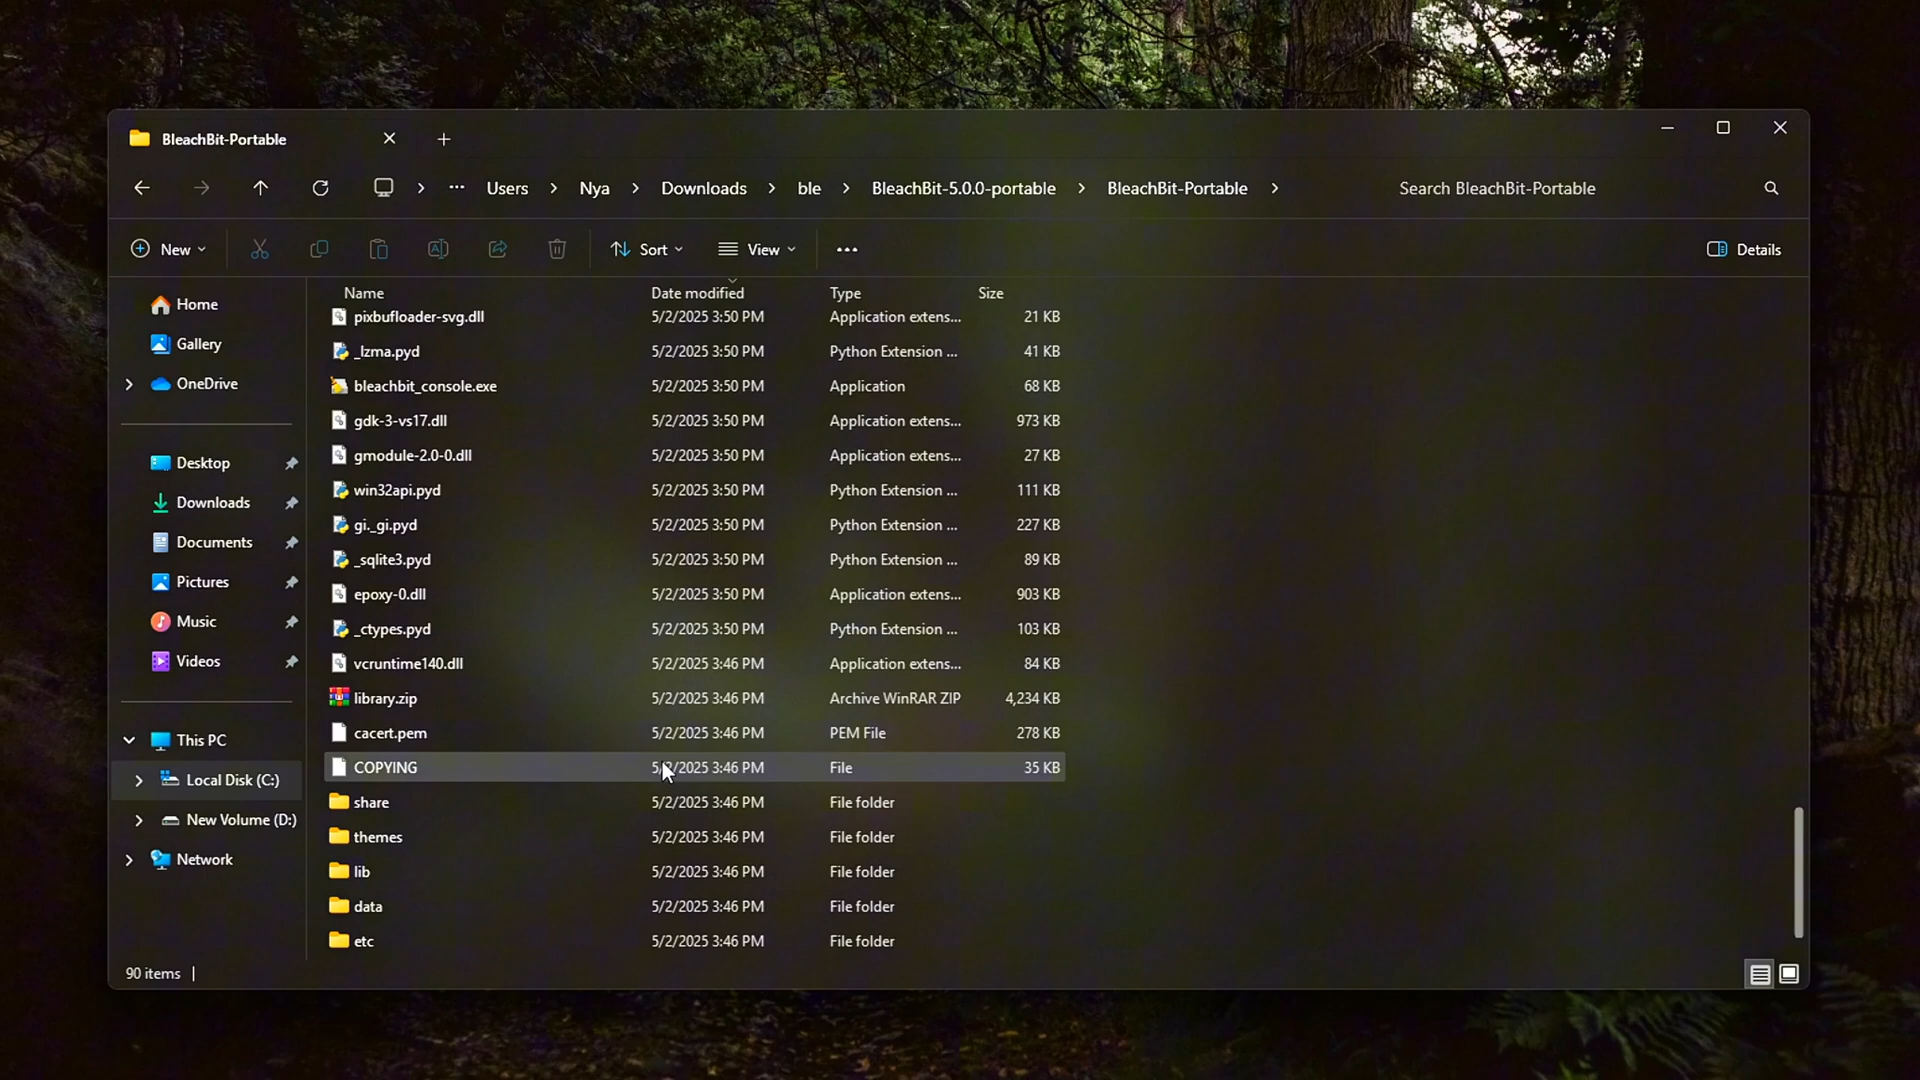 BleachBit-Portable
Users Nya Downloads ble BleachBit-5.0.0-portable BleachBit-Portable
Search BleachBit-Portable
New Sort View Details
Home
Gallery
OneDrive
Desktop
Downloads
Documents
Pictures
Music
Videos
This PC
Local Disk (C:)
New Volume (D:)
Network
Name Date modified Type Size
pixbufloader-svg.dll 5/2/2025 3:50 PM Application extens... 21 KB
_lzma.pyd 5/2/2025 3:50 PM Python Extension ... 41 KB
bleachbit_console.exe 5/2/2025 3:50 PM Application 68 KB
gdk-3-vs17.dll 5/2/2025 3:50 PM Application extens... 973 KB
gmodule-2.0-0.dll 5/2/2025 3:50 PM Application extens... 27 KB
win32api.pyd 5/2/2025 3:50 PM Python Extension ... 111 KB
gi._gi.pyd 5/2/2025 3:50 PM Python Extension ... 227 KB
_sqlite3.pyd 5/2/2025 3:50 PM Python Extension ... 89 KB
epoxy-0.dll 5/2/2025 3:50 PM Application extens... 903 KB
_ctypes.pyd 5/2/2025 3:50 PM Python Extension ... 103 KB
vcruntime140.dll 5/2/2025 3:46 PM Application extens... 84 KB
library.zip 5/2/2025 3:46 PM Archive WinRAR ZIP 4,234 KB
cacert.pem 5/2/2025 3:46 PM PEM File 278 KB
COPYING 5/2/2025 3:46 PM File 35 KB
share 5/2/2025 3:46 PM File folder
themes 5/2/2025 3:46 PM File folder
lib 5/2/2025 3:46 PM File folder
data 5/2/2025 3:46 PM File folder
etc 5/2/2025 3:46 PM File folder
90 items